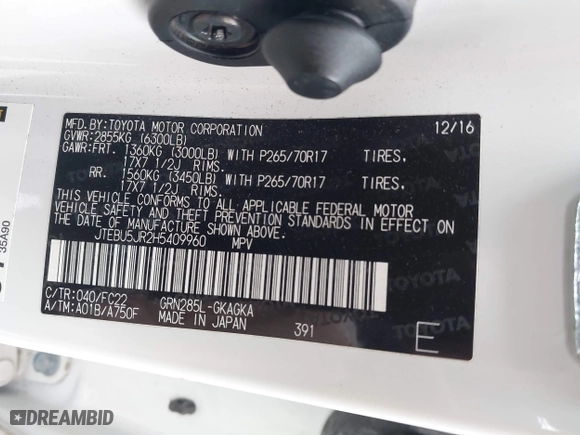 MFD.BY:TOYOTA MOTOR CORPORATION 12/16
GVWR:2855KG (6300LB)
GAWR:FRT. 1360KG (3000LB) WITH P265/70R17 TIRES,
17X7 1/2J RIMS.
RR. 1560KG (3450LB) WITH P265/70R17 TIRES,
17X7 1/2J RIMS.
THIS VEHICLE CONFORMS TO ALL APPLICABLE FEDERAL MOTOR
VEHICLE SAFETY AND THEFT PREVENTION STANDARDS IN EFFECT ON
THE DATE OF MANUFACTURE SHOWN ABOVE.
JTEBU5JR2H5409960 MPV
C/TR:040/FC22 GRN285L-GKAGKA
A/TM:A01B/A750F MADE IN JAPAN 391
E
TOYOTA
35A90
DREAMBID